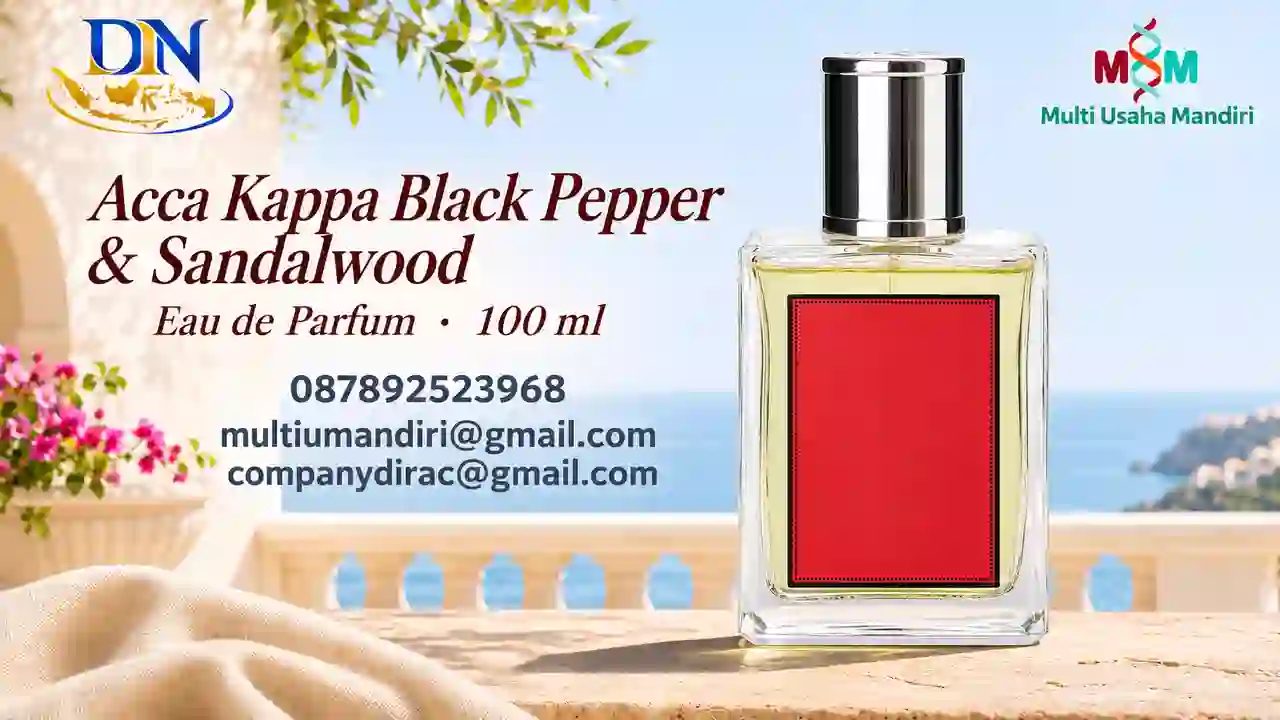 DN
MM
Multi Usaha Mandiri
Acca Kappa Black Pepper
& Sandalwood
Eau de Parfum · 100 ml
087892523968
multiumandiri@gmail.com
companydirac@gmail.com